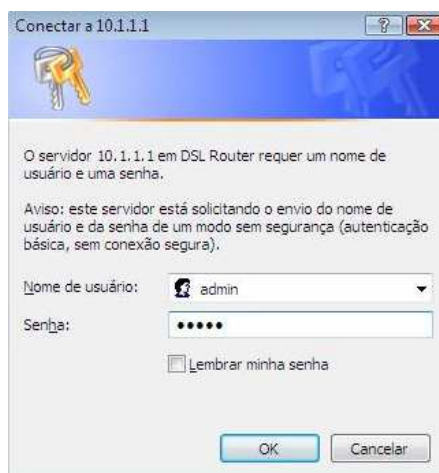 Conectar a 10.1.1.1
O servidor 10.1.1.1 em DSL Router requer um nome de
usuário e uma senha.
Aviso: este servidor está solicitando o envio do nome de
usuário e da senha de um modo sem segurança (autenticação
básica, sem conexão segura).
Nome de usuário: admin
Senha: •••••
Lembrar minha senha
OK Cancelar